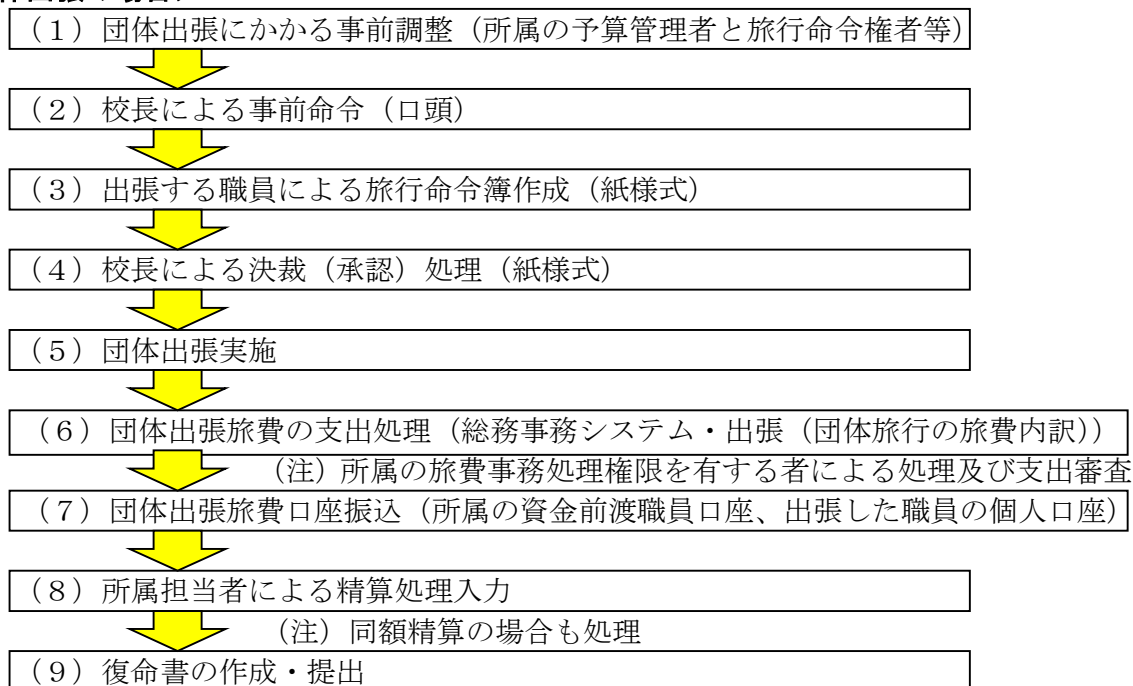 （１）団体出張にかかる事前調整（所属の予算管理者と旅行命令権者等）
（２）校長による事前命令（口頭）
（３）出張する職員による旅行命令簿作成（紙様式）
（４）校長による決裁（承認）処理（紙様式）
（５）団体出張実施
（６）団体出張旅費の支出処理（総務事務システム・出張（団体旅行の旅費内訳））
（注）所属の旅費事務処理権限を有する者による処理及び支出審査
（７）団体出張旅費口座振込（所属の資金前渡職員口座、出張した職員の個人口座）
（８）所属担当者による精算処理入力
（注）同額精算の場合も処理
（９）復命書の作成・提出